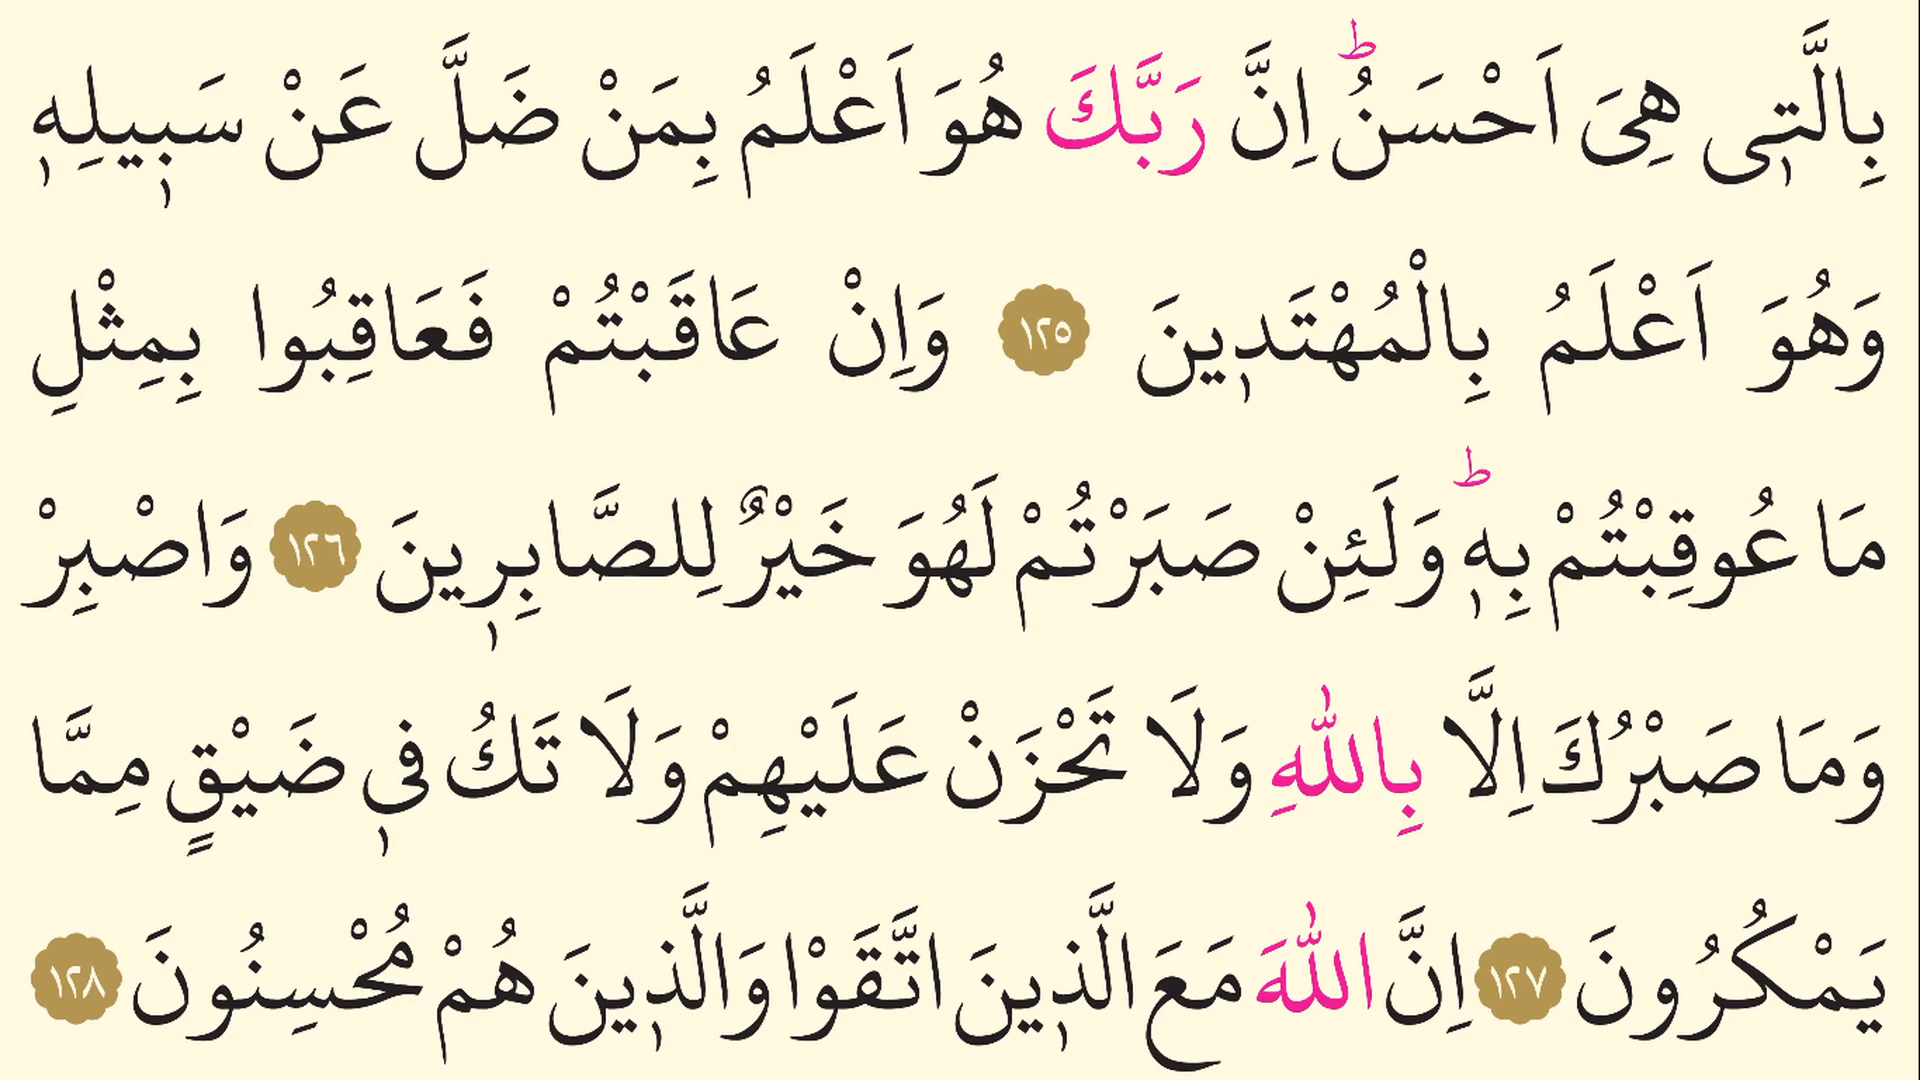 بِالَّتٖى هِىَ اَحْسَنُؕ اِنَّ رَبَّكَ هُوَ اَعْلَمُ بِمَنْ ضَلَّ عَنْ سَبٖيلِهٖ
وَهُوَ اَعْلَمُ بِالْمُهْتَدٖينَ ١٢٥ وَاِنْ عَاقَبْتُمْ فَعَاقِبُوا بِمِثْلِ
مَا عُوقِبْتُمْ بِهٖؕ وَلَئِنْ صَبَرْتُمْ لَهُوَ خَيْرٌ لِلصَّابِرٖينَ ١٢٦ وَاصْبِرْ
وَمَا صَبْرُكَ اِلَّا بِاللّٰهِ وَلَا تَحْزَنْ عَلَيْهِمْ وَلَا تَكُ فٖى ضَيْقٍ مِمَّا
يَمْكُرُونَ ١٢٧ اِنَّ اللّٰهَ مَعَ الَّذٖينَ اتَّقَوْا وَالَّذٖينَ هُمْ مُحْسِنُونَ ١٢٨